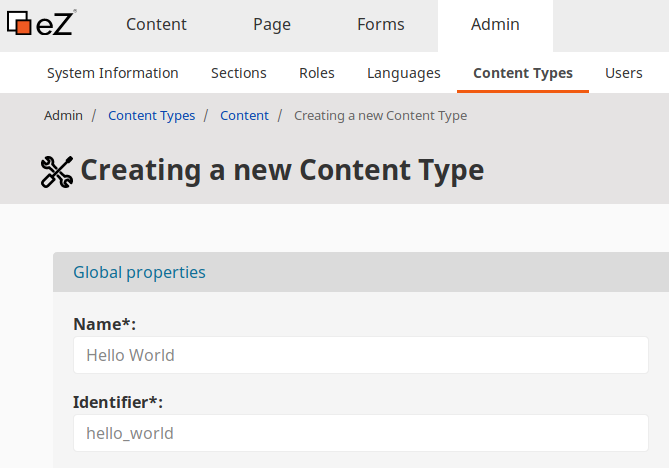 eZ
Content Page Forms Admin
System Information Sections Roles Languages Content Types Users
Admin / Content Types / Content / Creating a new Content Type
Creating a new Content Type
Global properties
Name*:
Hello World
Identifier*:
hello_world